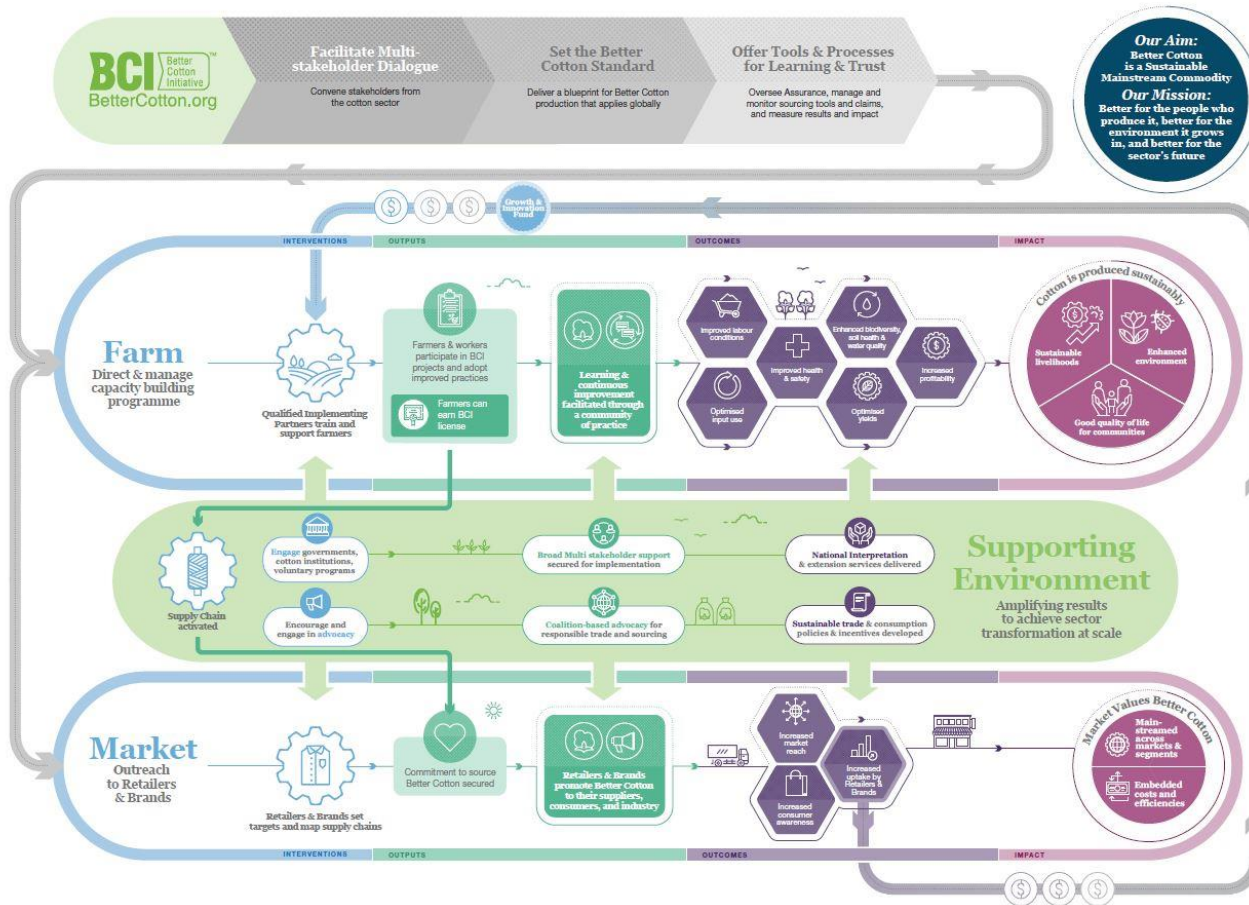 BCI
Better
Cotton
Initiative
TM
BetterCotton.org
Facilitate Multi-
stakeholder Dialogue
Convene stakeholders from
the cotton sector
Set the Better
Cotton Standard
Deliver a blueprint for Better Cotton
production that applies globally
Offer Tools & Processes
for Learning & Trust
Oversee Assurance, manage and
monitor sourcing tools and claims,
and measure results and impact
Our Aim:
Better Cotton
is a Sustainable
Mainstream Commodity
Our Mission:
Better for the people who
produce it, better for the
environment it grows
in, and better for the
sector's future
$ $ $
Growth &
Innovation
Fund
INTERVENTIONS
OUTPUTS
OUTCOMES
IMPACT
Farm
Direct & manage
capacity building
programme
Qualified Implementing
Partners train and
support farmers
Farmers & workers
participate in BCI
projects and adopt
improved practices
Farmers can
earn BCI
license
Learning &
continuous
improvement
facilitated through
a community
of practice
Improved labour
conditions
Optimised
input use
Improved health
& safety
Enhanced biodiversity,
soil health &
water quality
Optimised
yields
$
Increased
profitability
Cotton is produced sustainably
$
Sustainable
livelihoods
Enhanced
environment
Good quality of life
for communities
Supply Chain
activated
Engage governments,
cotton institutions,
voluntary programs
Broad Multi stakeholder support
secured for implementation
National Interpretation
& extension services delivered
Encourage and
engage in advocacy
Coalition-based advocacy for
responsible trade and sourcing
Sustainable trade & consumption
policies & incentives developed
Supporting
Environment
Amplifying results
to achieve sector
transformation at scale
Market
Outreach
to Retailers
& Brands
Retailers & Brands set
targets and map supply chains
Commitment to source
Better Cotton secured
Retailers & Brands
promote Better Cotton
to their suppliers,
consumers, and industry
Increased
market
reach
Increased
consumer
awareness
Increased
uptake by
Retailers &
Brands
Market Values Better Cotton
Main-
streamed
across
markets &
segments
Embedded
costs and
efficiencies
INTERVENTIONS
OUTPUTS
OUTCOMES
IMPACT
$ $ $